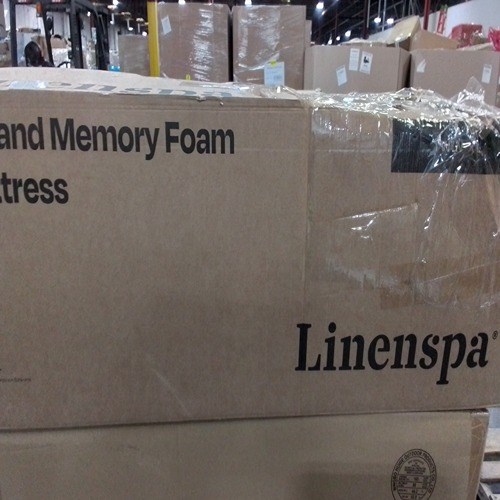 and Memory Foam
tress
Linenspa®